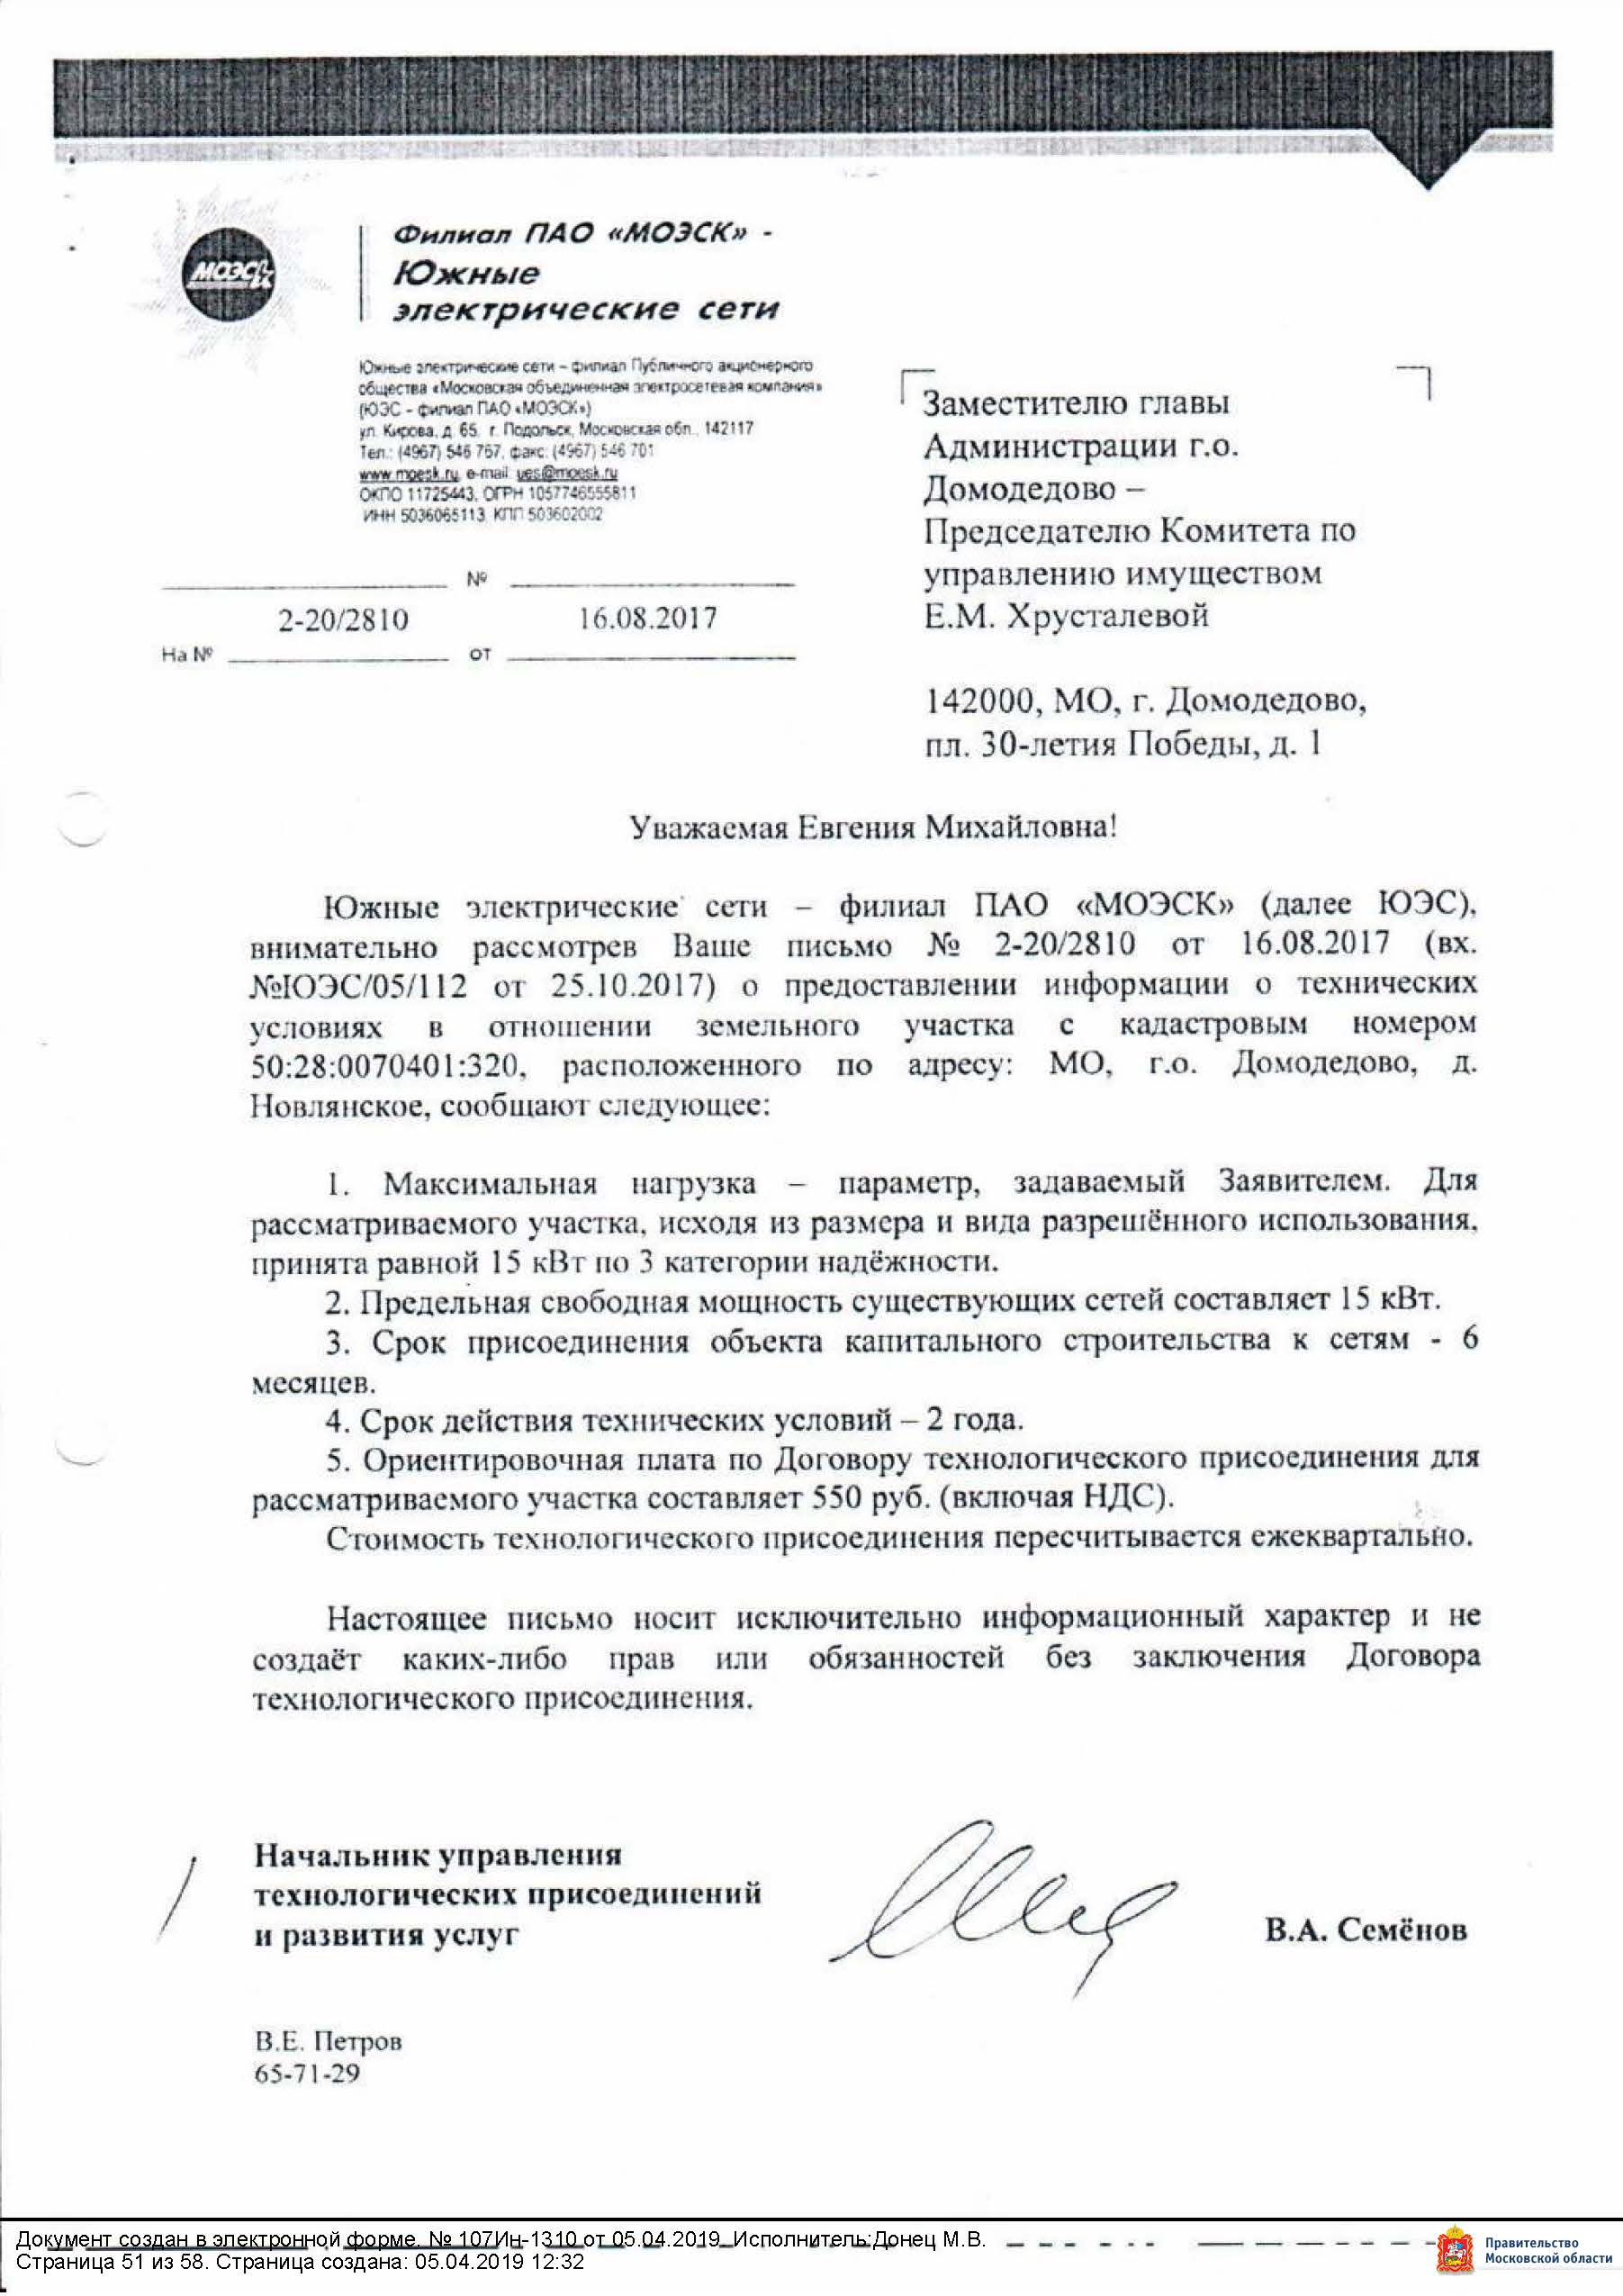 МОЭСК
Филиал ПАО «МОЭСК» -
Южные
электрические сети
Южные электрические сети – филиал Публичного акционерного
общества «Московская объединенная электросетевая компания»
(ЮЭС - филиал ПАО «МОЭСК»)
ул. Кирова, д. 65, г. Подольск, Московская обл., 142117
Тел.: (4967) 546 767, факс: (4967) 546 701
www.moesk.ru, e-mail: ues@moesk.ru
ОКПО 11725443, ОГРН 1057746555811
ИНН 5036065113, КПП 503602002
№
2-20/2810 16.08.2017
На № от
Заместителю главы
Администрации г.о.
Домодедово –
Председателю Комитета по
управлению имуществом
Е.М. Хрусталевой
142000, МО, г. Домодедово,
пл. 30-летия Победы, д. 1
Уважаемая Евгения Михайловна!
Южные электрические сети – филиал ПАО «МОЭСК» (далее ЮЭС),
внимательно рассмотрев Ваше письмо № 2-20/2810 от 16.08.2017 (вх.
№ЮЭС/05/112 от 25.10.2017) о предоставлении информации о технических
условиях в отношении земельного участка с кадастровым номером
50:28:0070401:320, расположенного по адресу: МО, г.о. Домодедово, д.
Новлянское, сообщают следующее:
1. Максимальная нагрузка – параметр, задаваемый Заявителем. Для
рассматриваемого участка, исходя из размера и вида разрешённого использования,
принята равной 15 кВт по 3 категории надёжности.
2. Предельная свободная мощность существующих сетей составляет 15 кВт.
3. Срок присоединения объекта капитального строительства к сетям - 6
месяцев.
4. Срок действия технических условий – 2 года.
5. Ориентировочная плата по Договору технологического присоединения для
рассматриваемого участка составляет 550 руб. (включая НДС).
Стоимость технологического присоединения пересчитывается ежеквартально.
Настоящее письмо носит исключительно информационный характер и не
создаёт каких-либо прав или обязанностей без заключения Договора
технологического присоединения.
Начальник управления
технологических присоединений
и развития услуг
В.А. Семёнов
В.Е. Петров
65-71-29
Документ создан в электронной форме. № 107Ин-1310 от 05.04.2019. Исполнитель:Донец М.В.
Страница 51 из 58. Страница создана: 05.04.2019 12:32
Правительство
Московской области